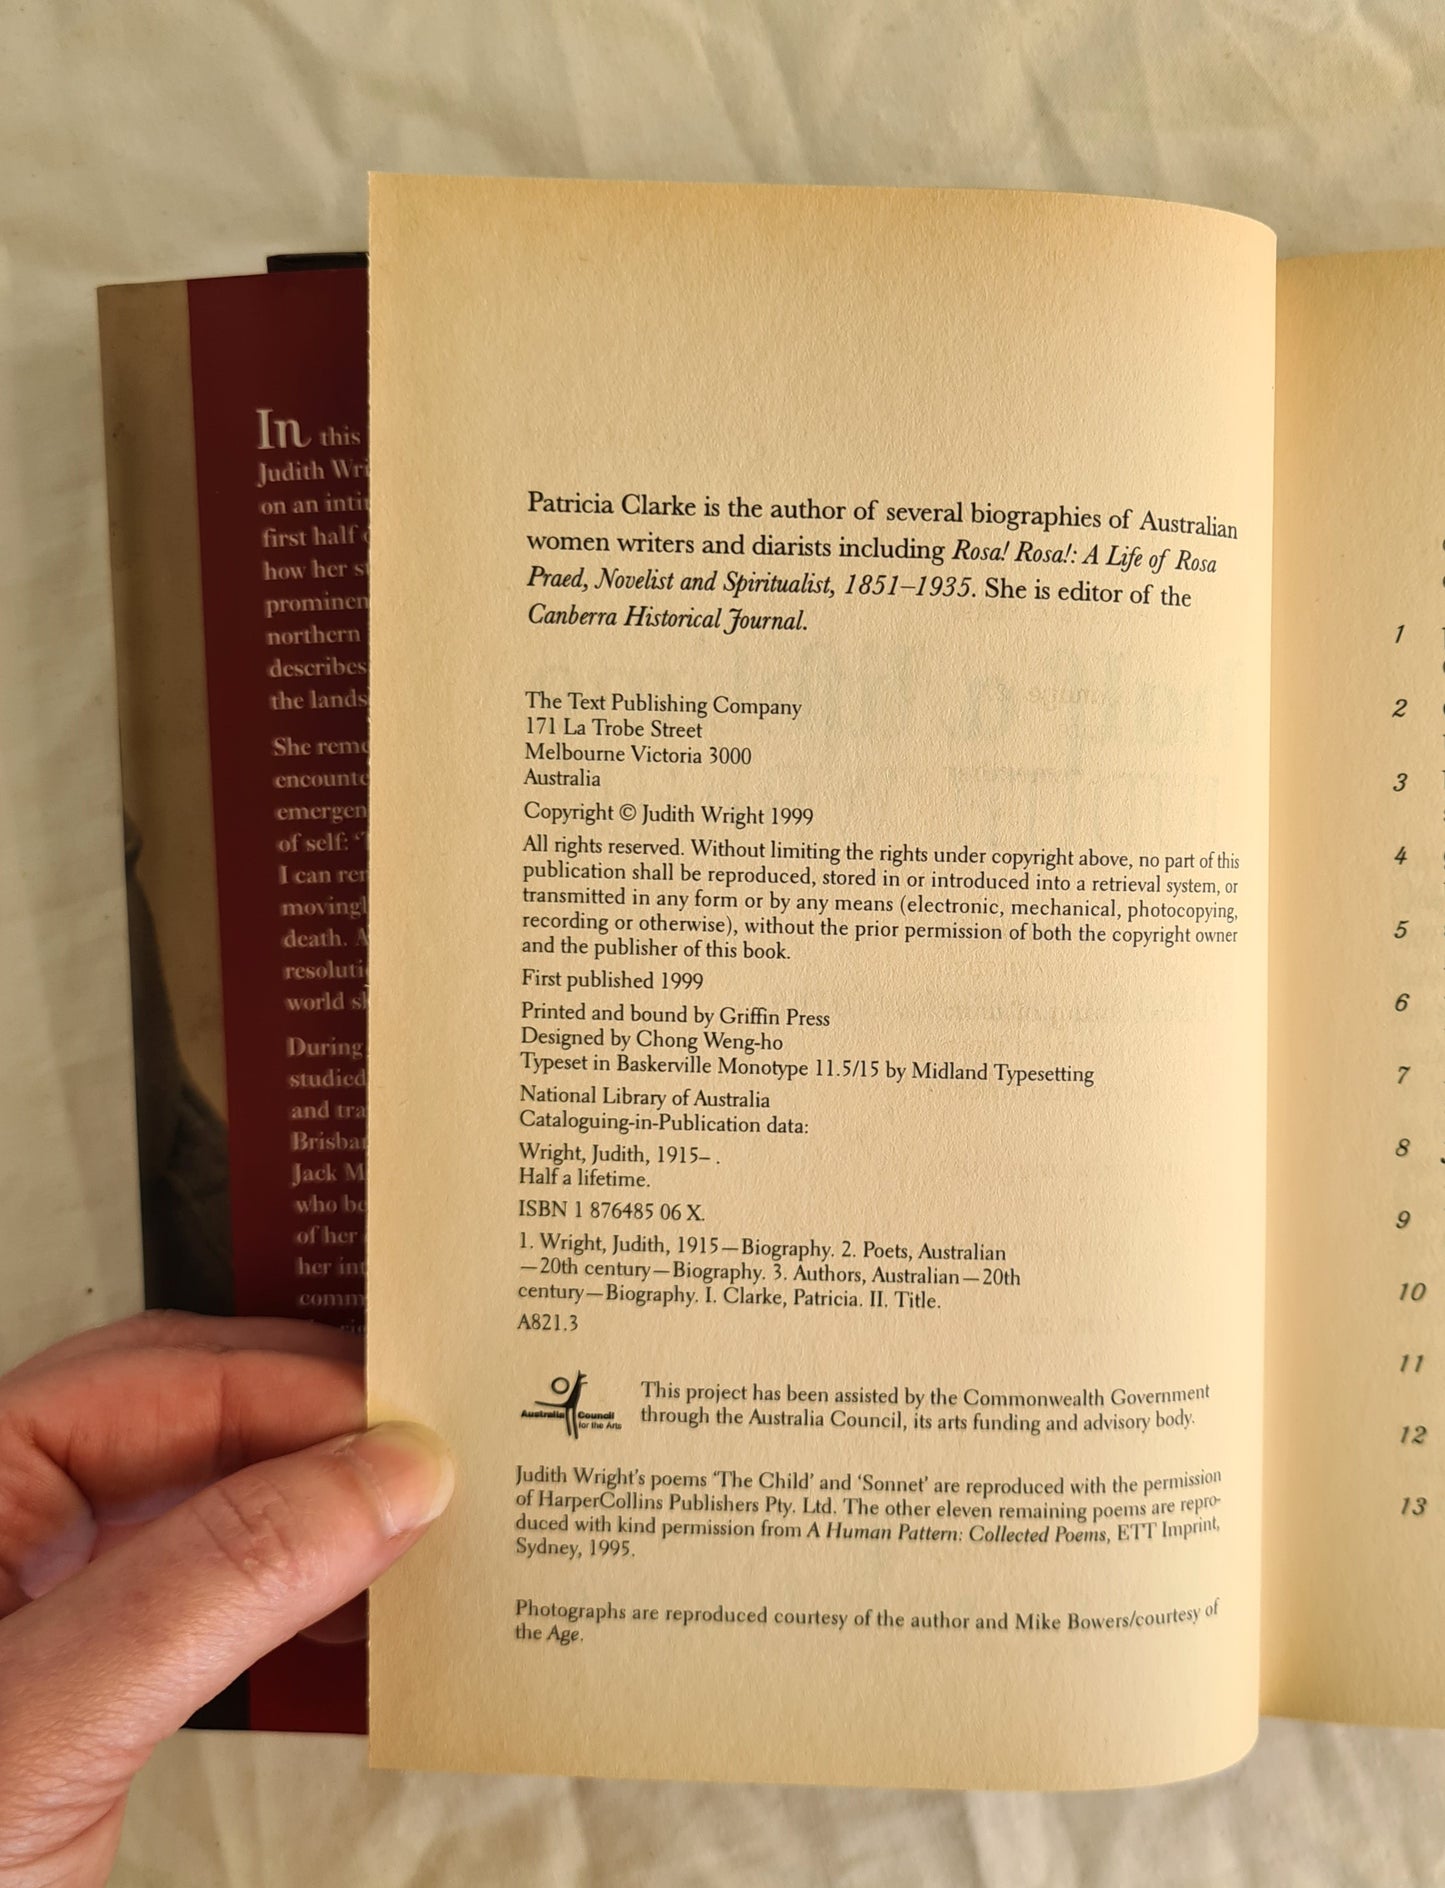 In this
Judith
on an
first half
how her
northern
describes
the
She
of self:
I can
death. A
world
During
studied
and
Jack
who
of her
her
Patricia Clarke is the author of several biographies of Australian
women writers and diarists including Rosa! Rosa!: A Life of Rosa
Praed, Novelist and Spiritualist, 1851–1935. She is editor of the
Canberra Historical Journal.
The Text Publishing Company
171 La Trobe Street
Melbourne Victoria 3000
Australia
Copyright © Judith Wright 1999
All rights reserved. Without limiting the rights under copyright above, no part of this
publication shall be reproduced, stored in or introduced into a retrieval system, or
transmitted in any form or by any means (electronic, mechanical, photocopying,
recording or otherwise), without the prior permission of both the copyright owner
and the publisher of this book.
First published 1999
Printed and bound by Griffin Press
Designed by Chong Weng-ho
Typeset in Baskerville Monotype 11.5/15 by Midland Typesetting
National Library of Australia
Cataloguing-in-Publication data:
Wright, Judith, 1915– .
Half a lifetime.
ISBN 1 876485 06 X.
1. Wright, Judith, 1915—Biography. 2. Poets, Australian
—20th century—Biography. 3. Authors, Australian—20th
century—Biography. I. Clarke, Patricia. II. Title.
A821.3
Australia Council
for the Arts
This project has been assisted by the Commonwealth Government
through the Australia Council, its arts funding and advisory body.
Judith Wright's poems 'The Child' and 'Sonnet' are reproduced with the permission
of HarperCollins Publishers Pty. Ltd. The other eleven remaining poems are repro-
duced with kind permission from A Human Pattern: Collected Poems, ETT Imprint,
Sydney, 1995.
Photographs are reproduced courtesy of the author and Mike Bowers/courtesy of
the Age.
1
2
3
4
5
6
7
8
9
10
11
12
13